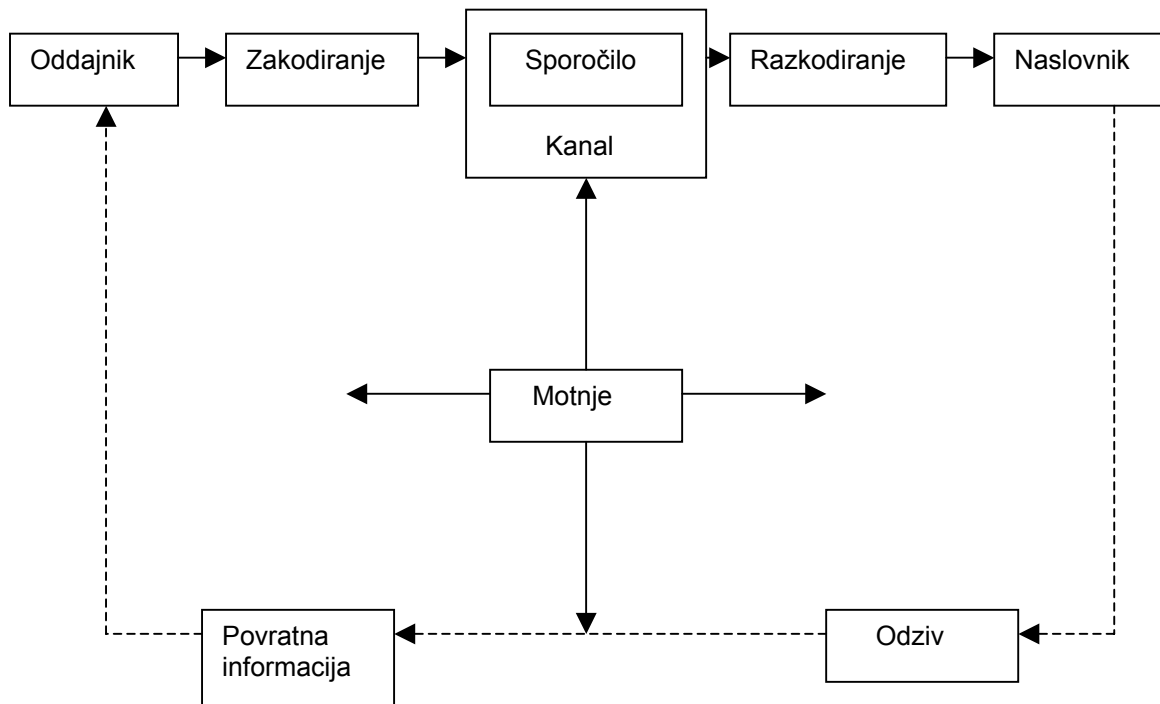 Oddajnik
Zakodiranje
Sporočilo
Kanal
Razkodiranje
Naslovnik
Motnje
Povratna
informacija
Odziv